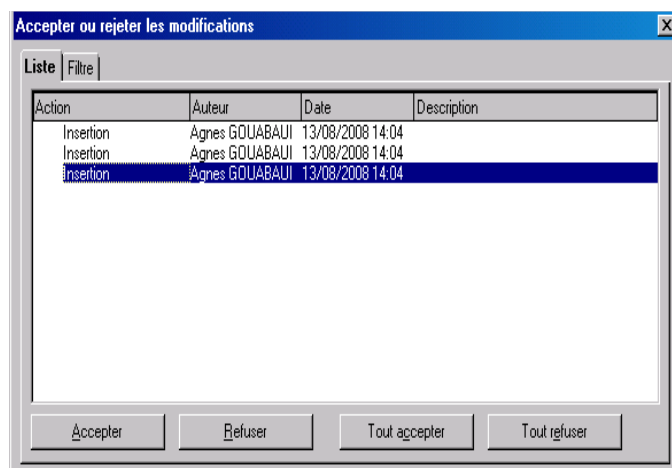 Accepter ou rejeter les modifications
Liste Filtre
Action Auteur Date Description
Insertion Agnes GOUABAUI 13/08/2008 14:04
Insertion Agnes GOUABAUI 13/08/2008 14:04
Insertion Agnes GOUABAUI 13/08/2008 14:04
Accepter Refuser Tout accepter Tout refuser